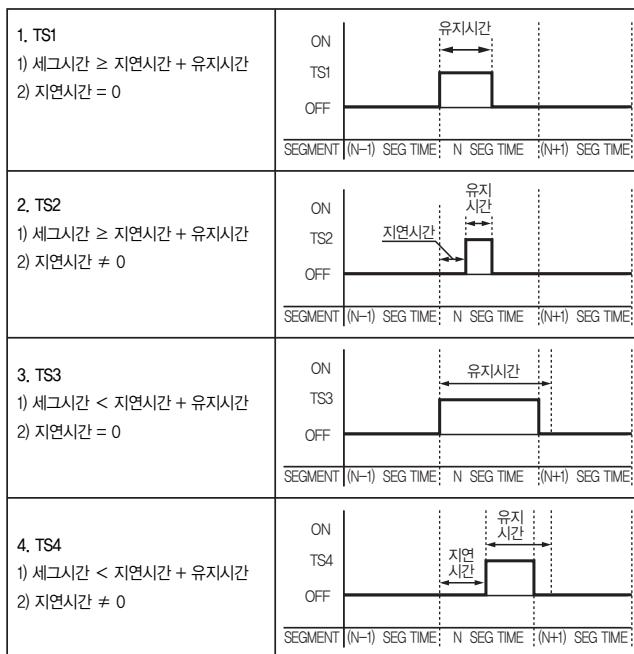 1. TS1
1) 세그시간 ≥ 지연시간 + 유지시간
2) 지연시간 = 0
유지시간
ON
TS1
OFF
SEGMENT (N-1) SEG TIME N SEG TIME (N+1) SEG TIME
2. TS2
1) 세그시간 ≥ 지연시간 + 유지시간
2) 지연시간 ≠ 0
유지
시간
ON
TS2
지연시간
OFF
SEGMENT (N-1) SEG TIME N SEG TIME (N+1) SEG TIME
3. TS3
1) 세그시간 < 지연시간 + 유지시간
2) 지연시간 = 0
ON
유지시간
TS3
OFF
SEGMENT (N-1) SEG TIME N SEG TIME (N+1) SEG TIME
4. TS4
1) 세그시간 < 지연시간 + 유지시간
2) 지연시간 ≠ 0
유지
시간
ON
지연
시간
TS4
OFF
SEGMENT (N-1) SEG TIME N SEG TIME (N+1) SEG TIME